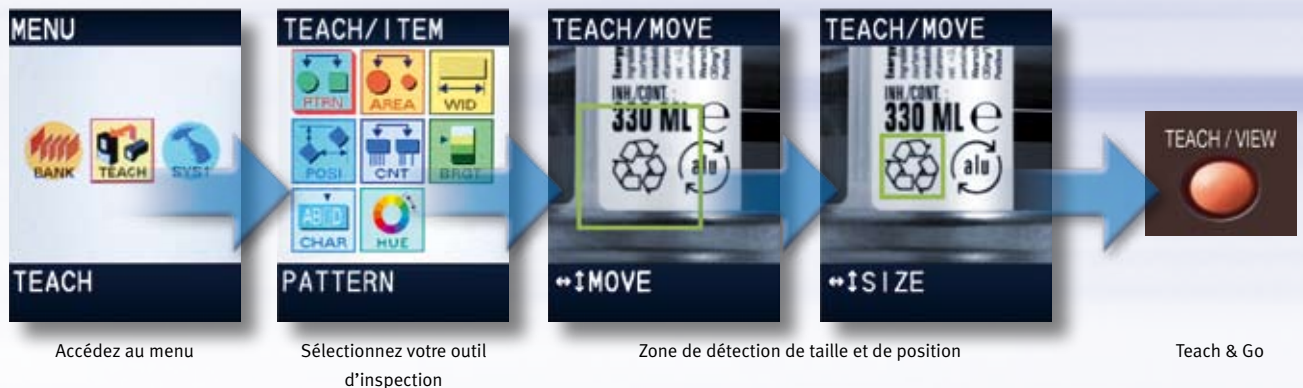 MENU
BANK
TEACH
SYST
TEACH
Accédez au menu
TEACH/ITEM
PTRN
AREA
WID
POSI
CNT
BRGT
ABCD
CHAR
HUE
PATTERN
Sélectionnez votre outil
d'inspection
TEACH/MOVE
INH./CONT.:
330 ML e
alu
↔↕MOVE
TEACH/MOVE
INH./CONT.:
330 ML e
alu
↔↕SIZE
Zone de détection de taille et de position
TEACH / VIEW
Teach & Go